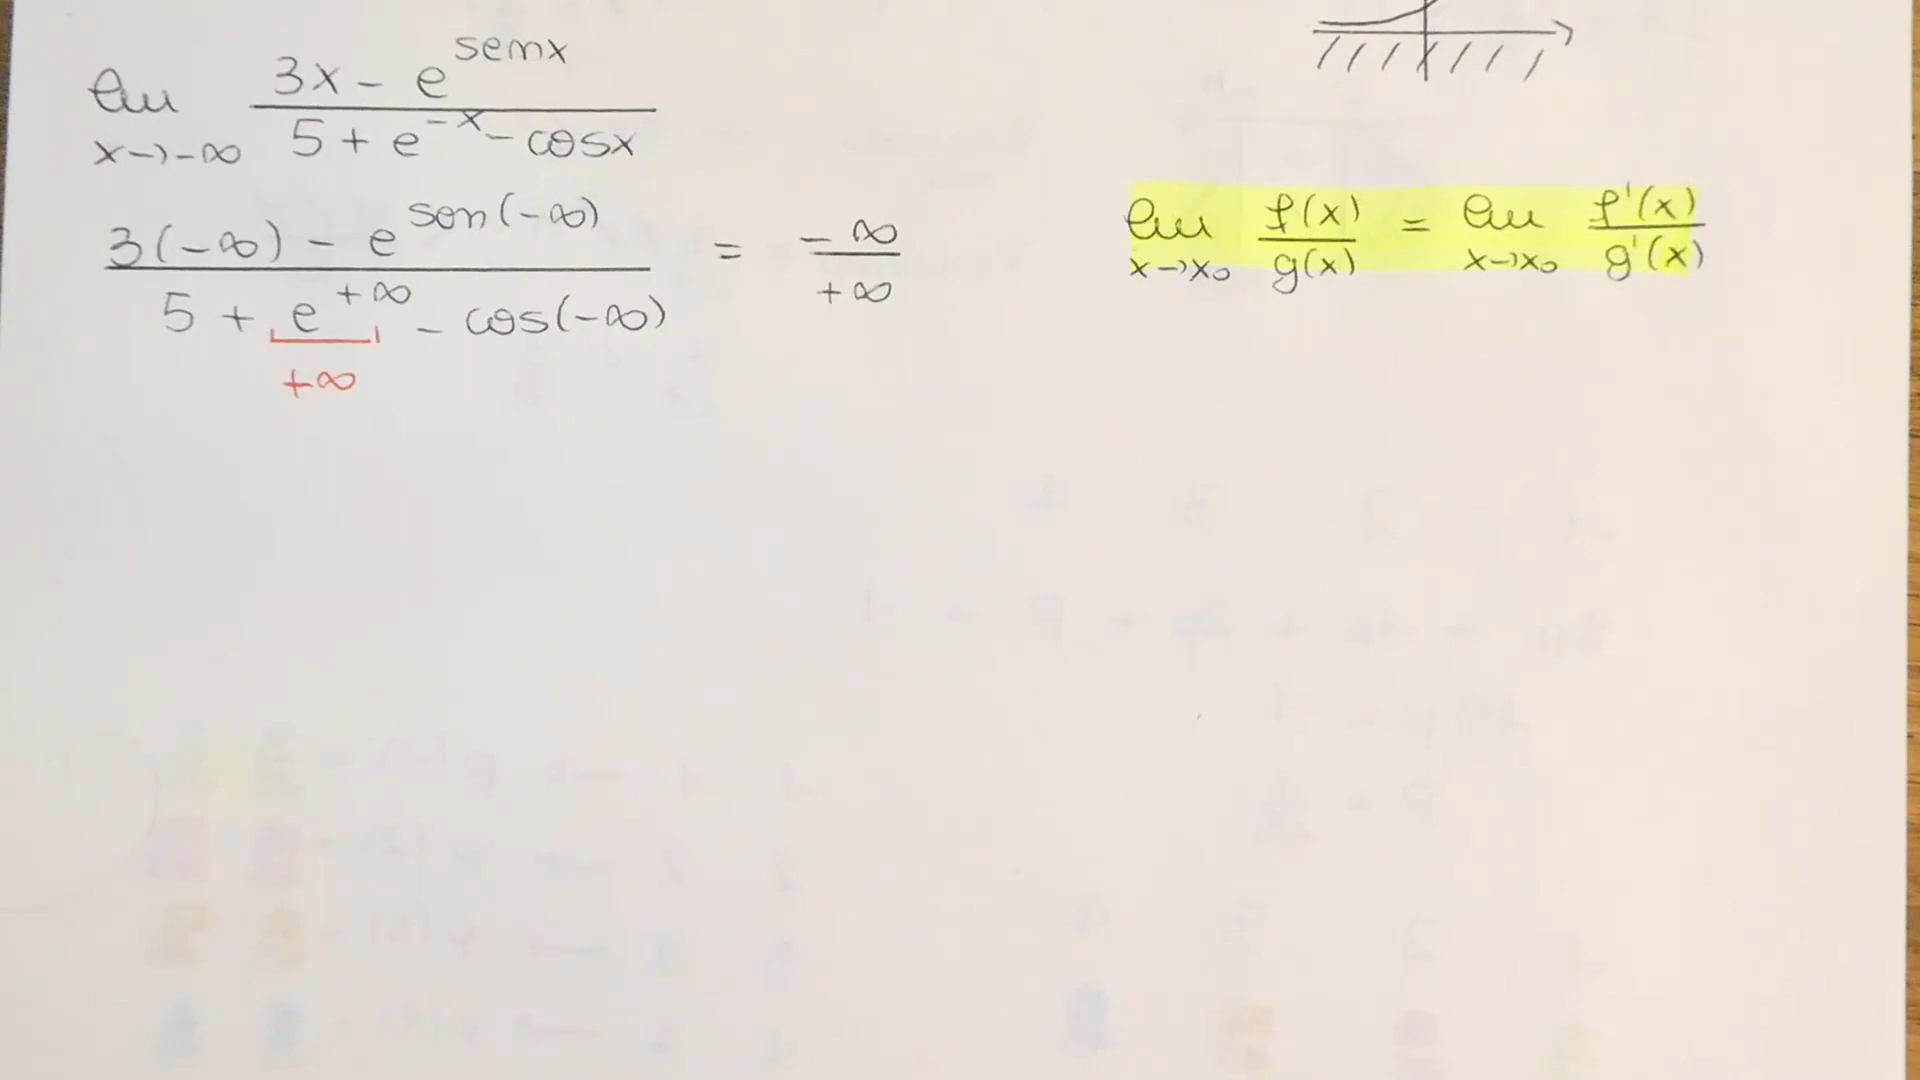 lim x→-∞ (3x - e^senx) / (5 + e^-x - cosx)
(3(-∞) - e^sen(-∞)) / (5 + e^+∞ - cos(-∞)) = -∞ / +∞
+∞
lim x→x₀ f(x) / g(x) = lim x→x₀ f'(x) / g'(x)